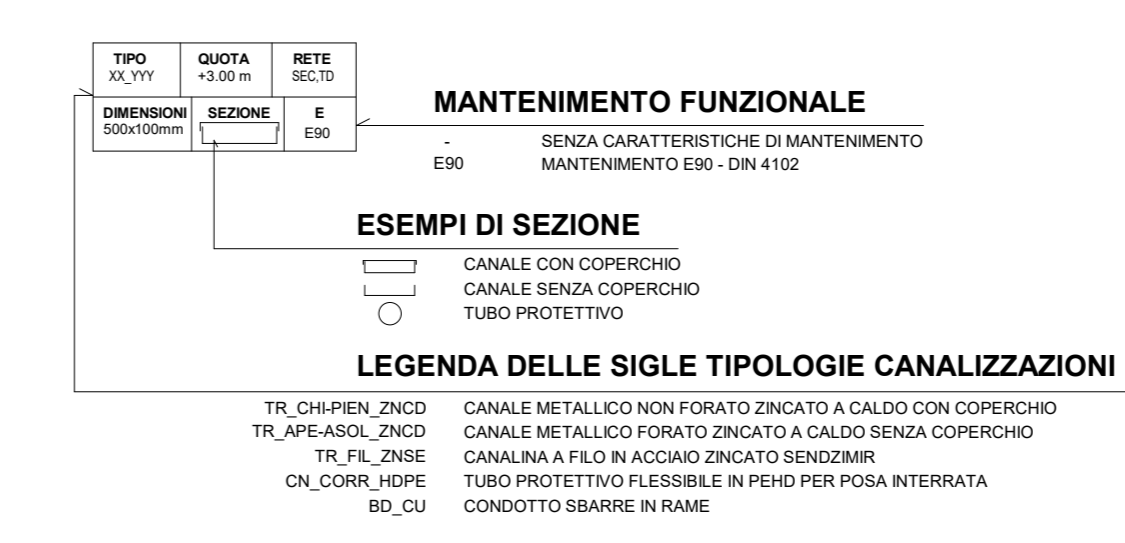 TIPO QUOTA RETE
XX_YYY +3.00 m SEC,TD
DIMENSIONI SEZIONE E
500x100mm E90
MANTENIMENTO FUNZIONALE
- SENZA CARATTERISTICHE DI MANTENIMENTO
E90 MANTENIMENTO E90 - DIN 4102
ESEMPI DI SEZIONE
CANALE CON COPERCHIO
CANALE SENZA COPERCHIO
TUBO PROTETTIVO
LEGENDA DELLE SIGLE TIPOLOGIE CANALIZZAZIONI
TR_CHI-PIEN_ZNCD CANALE METALLICO NON FORATO ZINCATO A CALDO CON COPERCHIO
TR_APE-ASOL_ZNCD CANALE METALLICO FORATO ZINCATO A CALDO SENZA COPERCHIO
TR_FIL_ZNSE CANALINA A FILO IN ACCIAIO ZINCATO SENDZIMIR
CN_CORR_HDPE TUBO PROTETTIVO FLESSIBILE IN PEHD PER POSA INTERRATA
BD_CU CONDOTTO SBARRE IN RAME